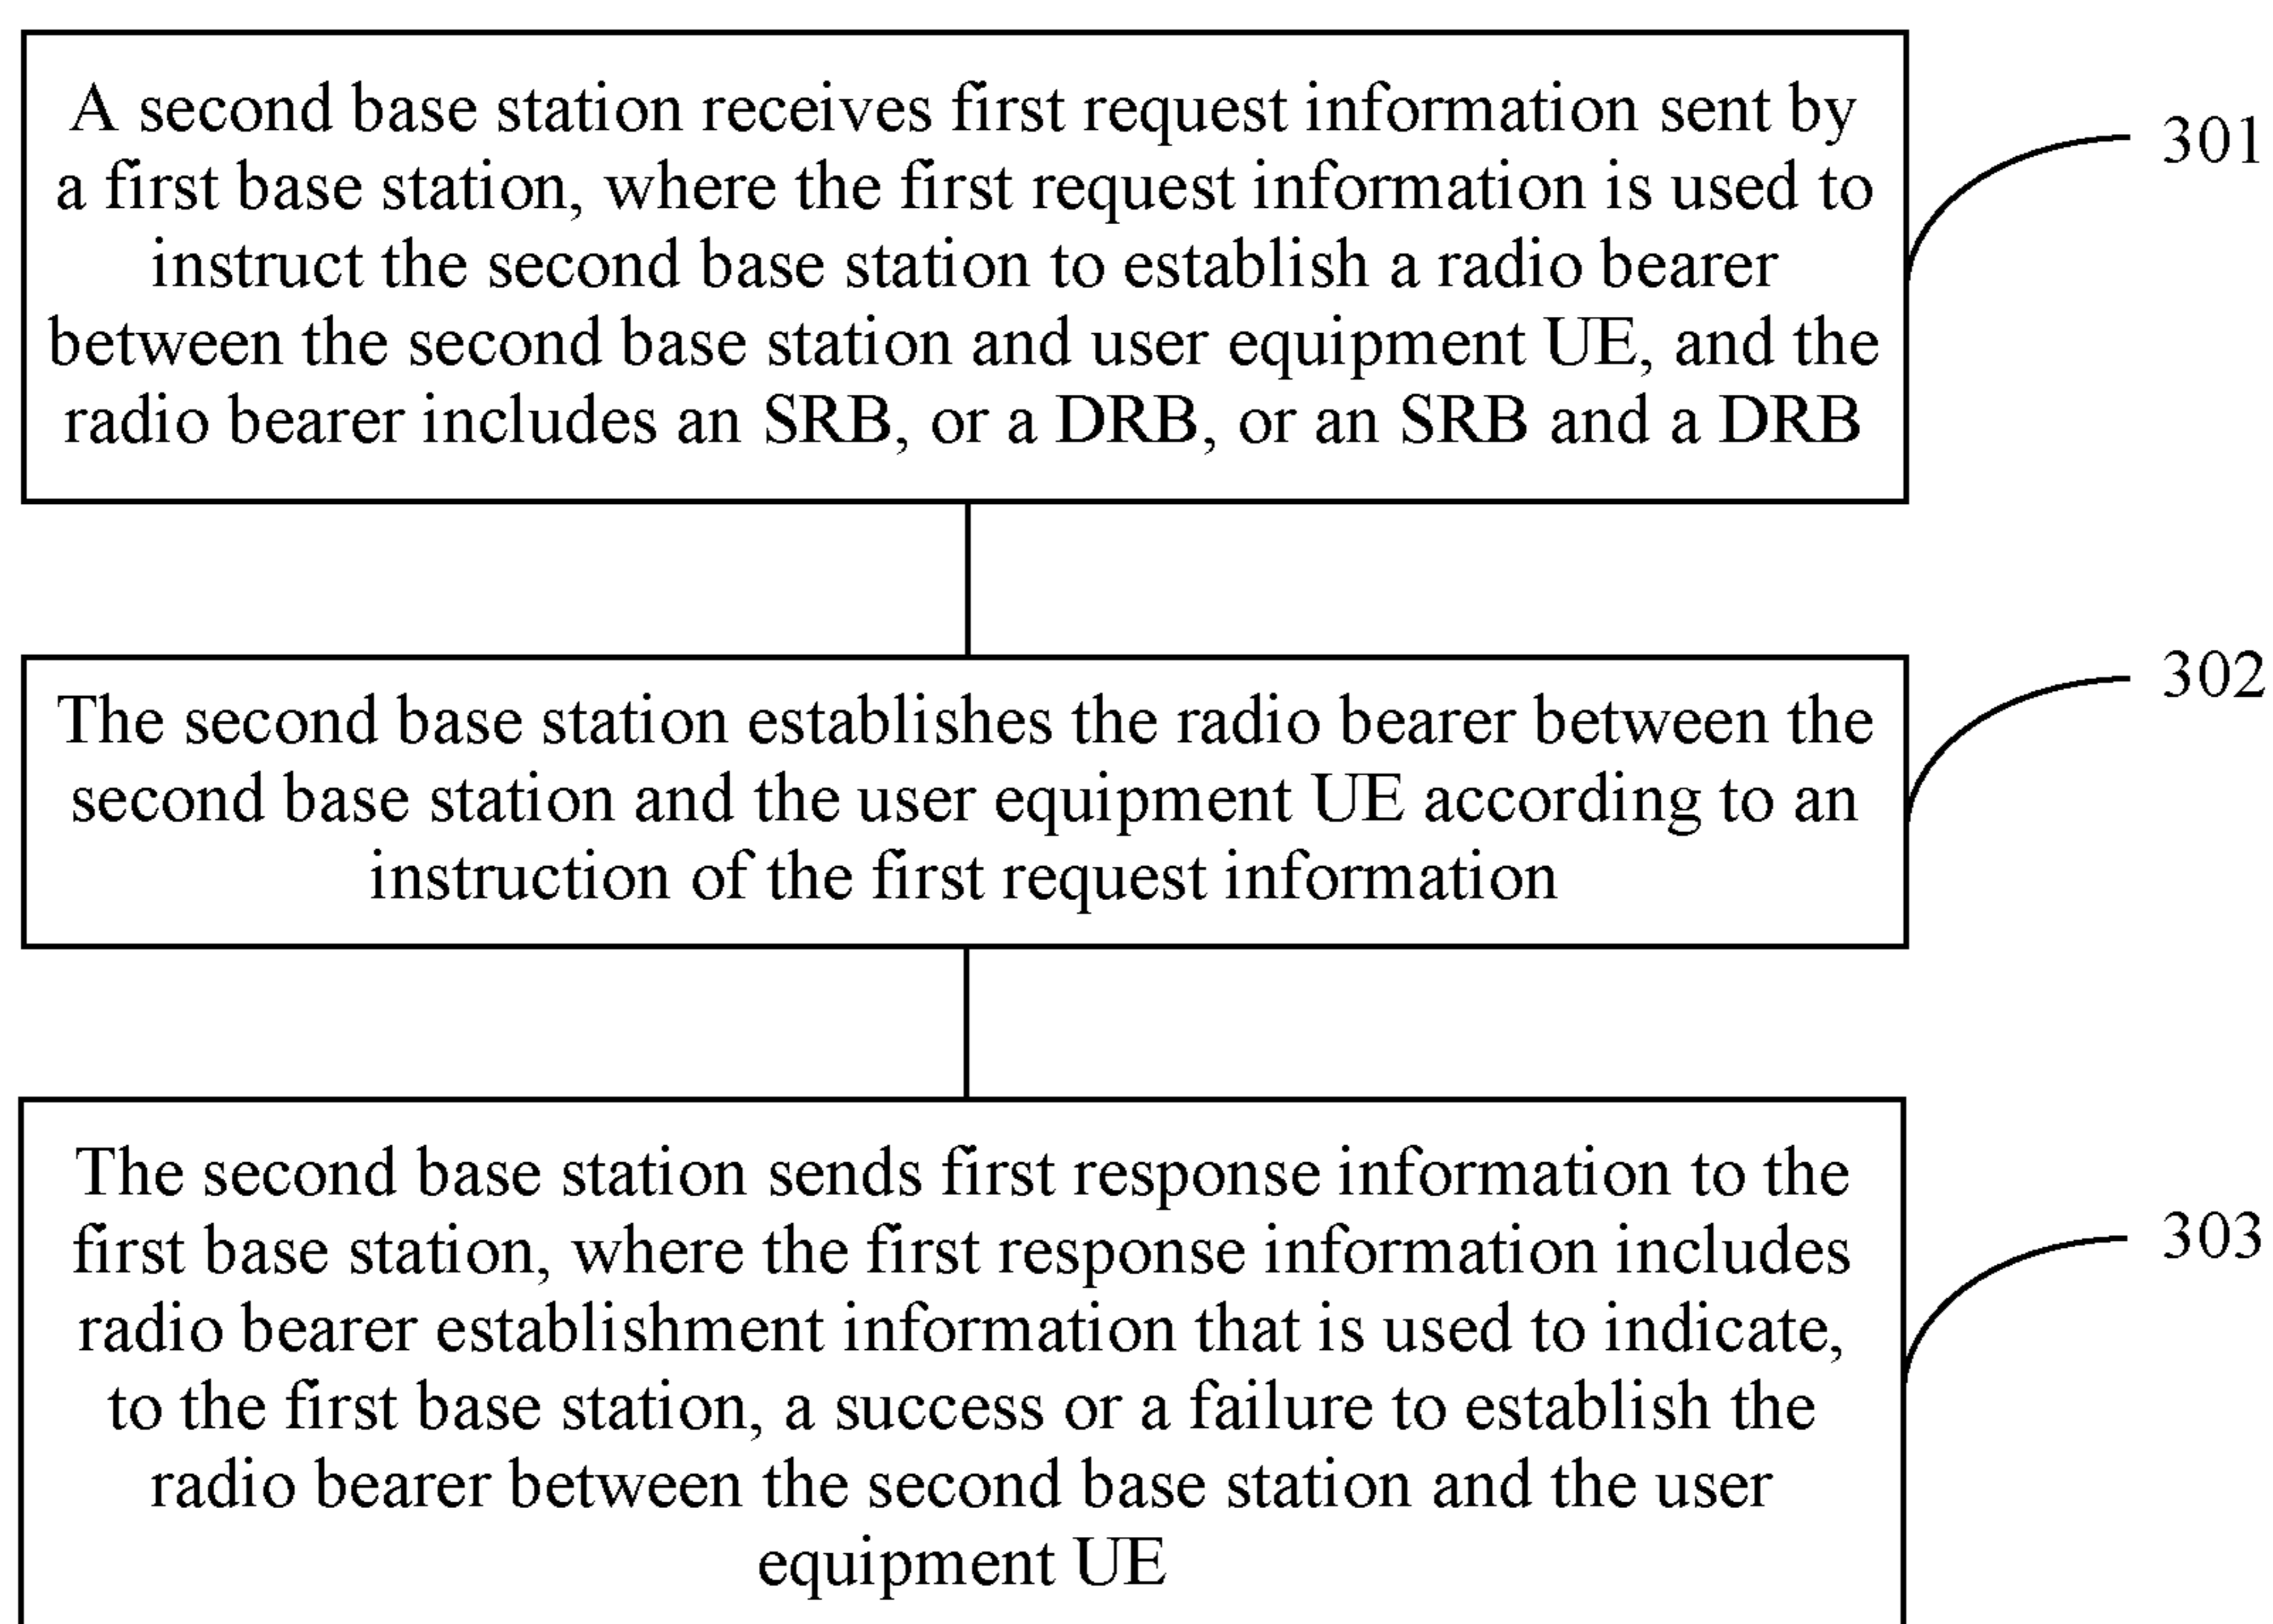 A second base station receives first request information sent by
a first base station, where the first request information is used to
instruct the second base station to establish a radio bearer
between the second base station and user equipment UE, and the
radio bearer includes an SRB, or a DRB, or an SRB and a DRB
301
The second base station establishes the radio bearer between the
second base station and the user equipment UE according to an
instruction of the first request information
302
The second base station sends first response information to the
first base station, where the first response information includes
radio bearer establishment information that is used to indicate,
to the first base station, a success or a failure to establish the
radio bearer between the second base station and the user
equipment UE
303